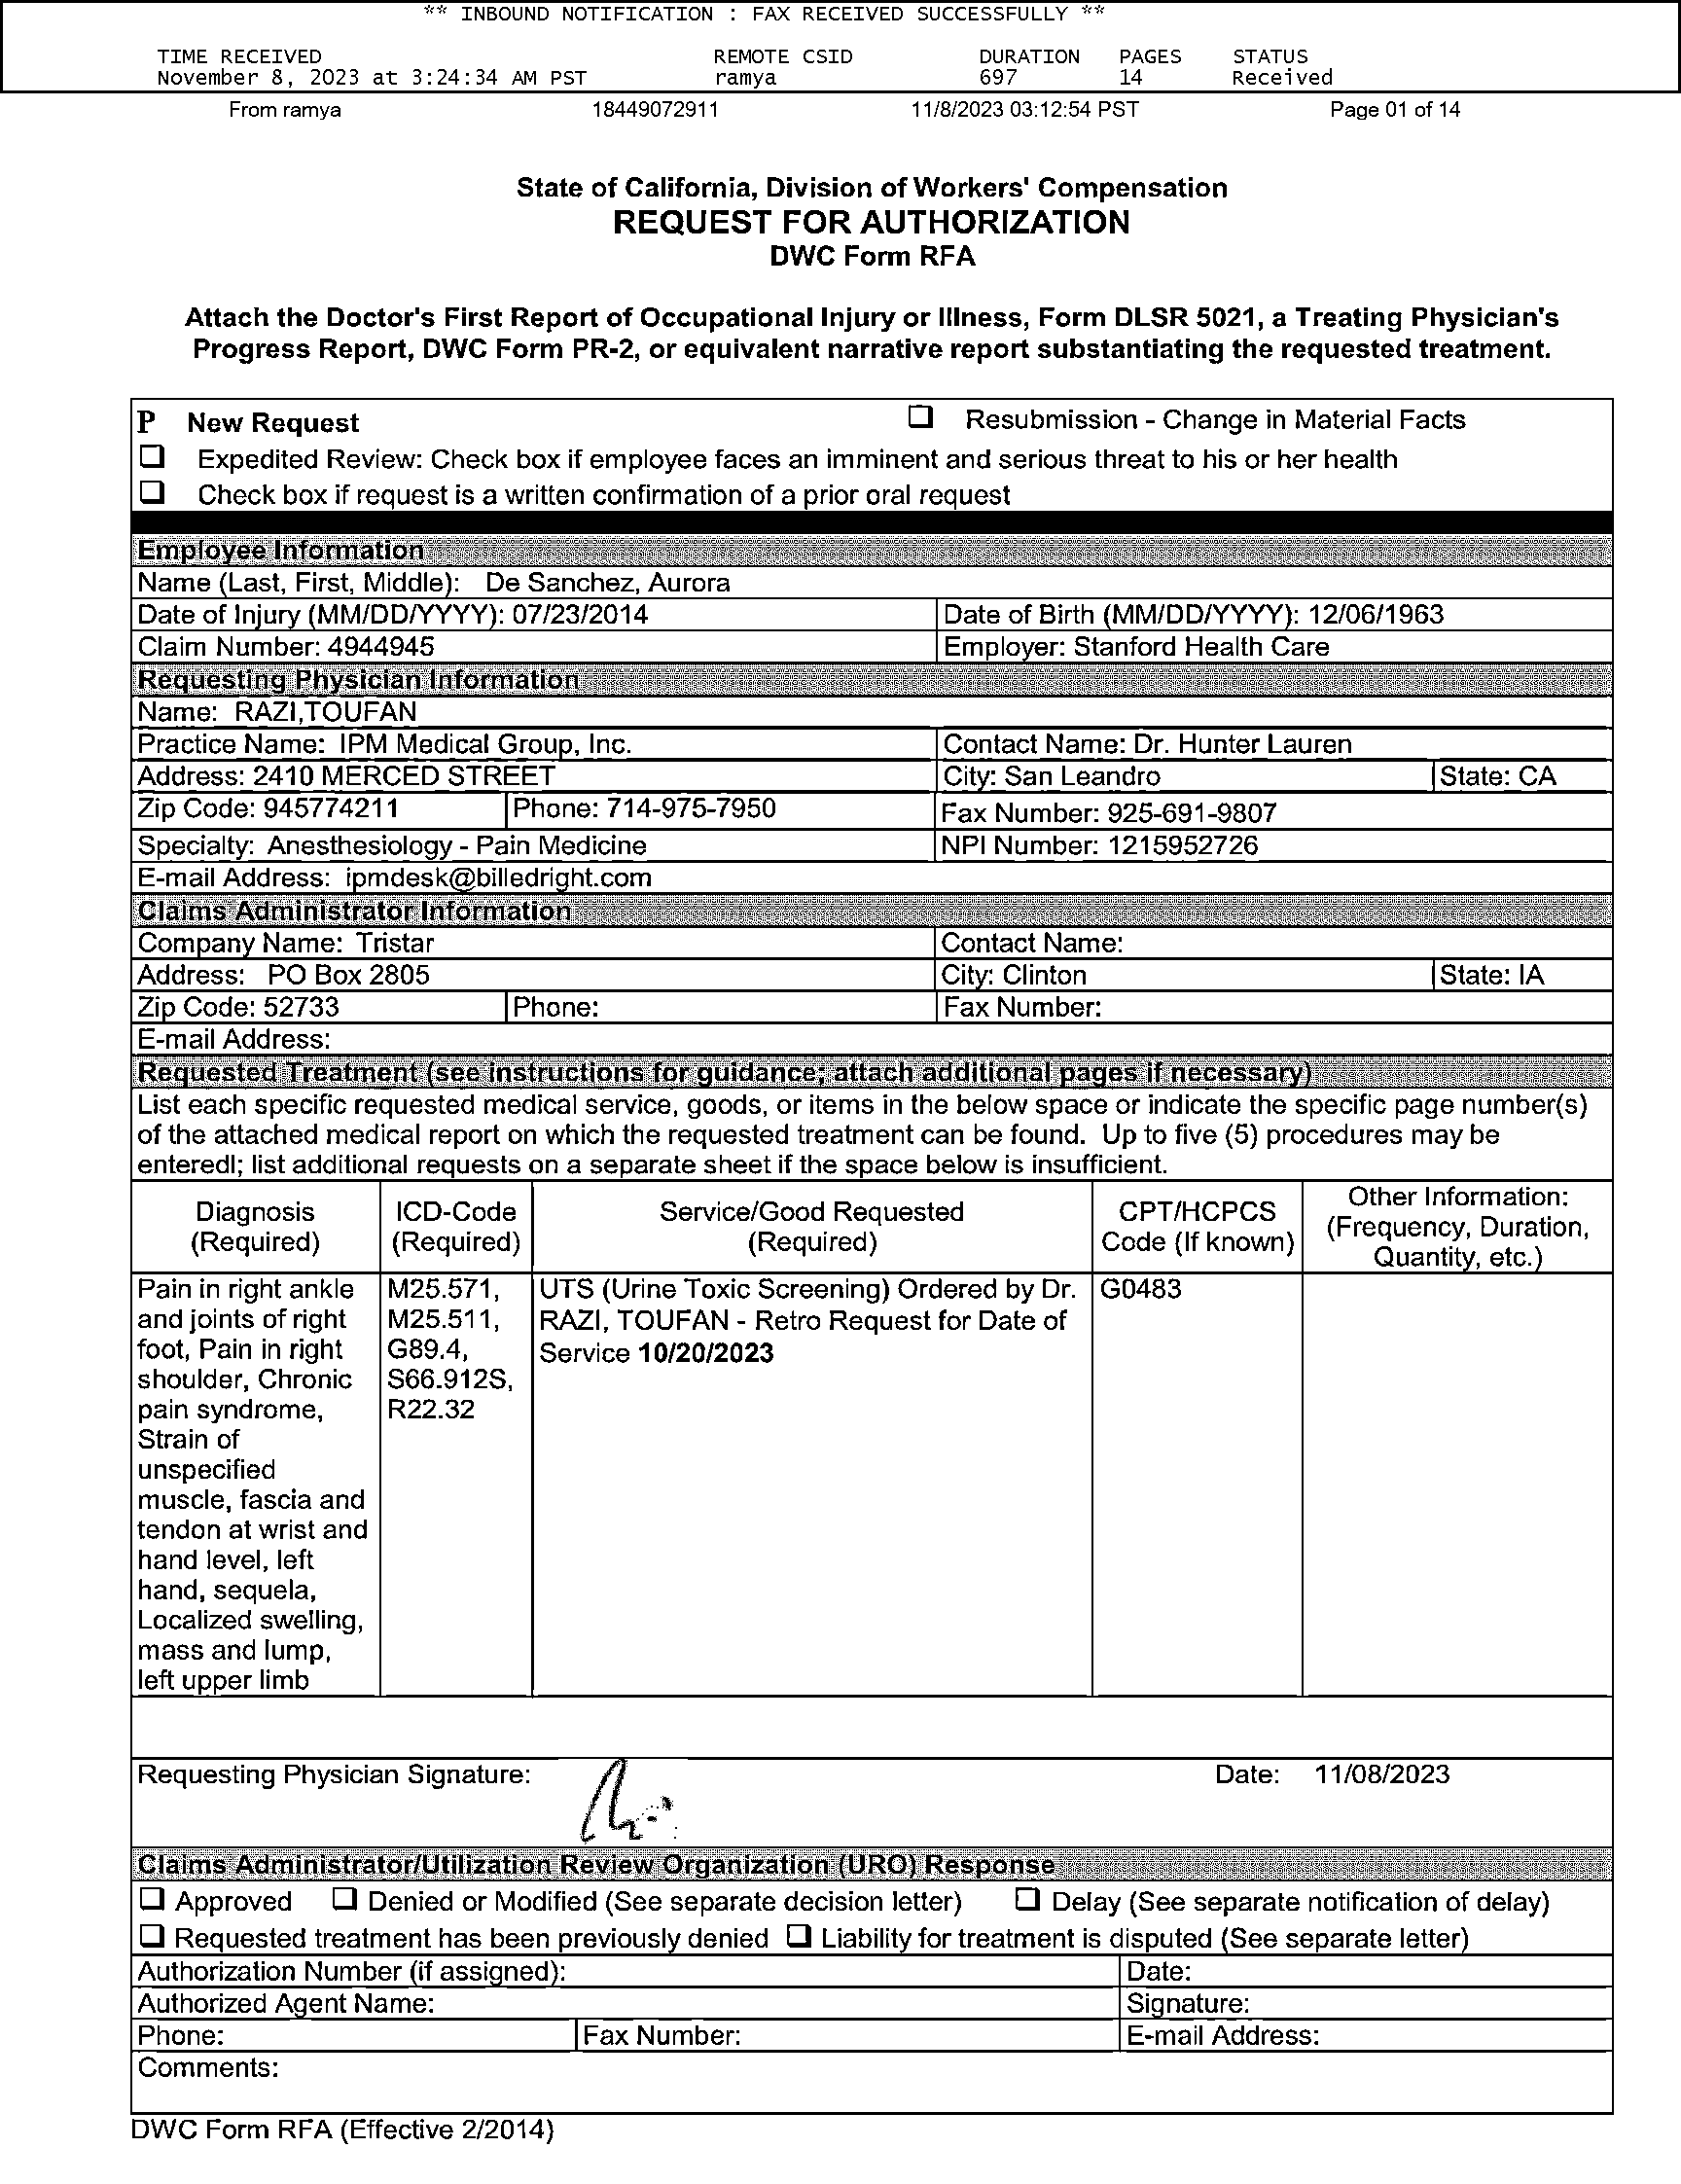 ** INBOUND NOTIFICATION : FAX RECEIVED SUCCESSFULLY **
TIME RECEIVED REMOTE CSID DURATION PAGES STATUS
November 8, 2023 at 3:24:34 AM PST ramya 697 14 Received
From ramya 18449072911 11/8/2023 03:12:54 PST Page 01 of 14
State of California, Division of Workers' Compensation
REQUEST FOR AUTHORIZATION
DWC Form RFA
Attach the Doctor's First Report of Occupational Injury or Illness, Form DLSR 5021, a Treating Physician's
Progress Report, DWC Form PR-2, or equivalent narrative report substantiating the requested treatment.
P New Request ❑ Resubmission - Change in Material Facts
❑ Expedited Review: Check box if employee faces an imminent and serious threat to his or her health
❑ Check box if request is a written confirmation of a prior oral request
Employee Information
Name (Last, First, Middle): De Sanchez, Aurora
Date of Injury (MM/DD/YYYY): 07/23/2014 Date of Birth (MM/DD/YYYY): 12/06/1963
Claim Number: 4944945 Employer: Stanford Health Care
Requesting Physician Information
Name: RAZI,TOUFAN
Practice Name: IPM Medical Group, Inc. Contact Name: Dr. Hunter Lauren
Address: 2410 MERCED STREET City: San Leandro State: CA
Zip Code: 945774211 Phone: 714-975-7950 Fax Number: 925-691-9807
Specialty: Anesthesiology - Pain Medicine NPI Number: 1215952726
E-mail Address: ipmdesk@billedright.com
Claims Administrator Information
Company Name: Tristar Contact Name:
Address: PO Box 2805 City: Clinton State: IA
Zip Code: 52733 Phone: Fax Number:
E-mail Address:
Requested Treatment (see instructions for guidance; attach additional pages if necessary)
List each specific requested medical service, goods, or items in the below space or indicate the specific page number(s)
of the attached medical report on which the requested treatment can be found. Up to five (5) procedures may be
enteredl; list additional requests on a separate sheet if the space below is insufficient.
Diagnosis (Required) ICD-Code (Required) Service/Good Requested (Required) CPT/HCPCS Code (If known) Other Information: (Frequency, Duration, Quantity, etc.)
Pain in right ankle M25.571, UTS (Urine Toxic Screening) Ordered by Dr. G0483
and joints of right M25.511, RAZI, TOUFAN - Retro Request for Date of
foot, Pain in right G89.4, Service 10/20/2023
shoulder, Chronic S66.912S,
pain syndrome, R22.32
Strain of
unspecified
muscle, fascia and
tendon at wrist and
hand level, left
hand, sequela,
Localized swelling,
mass and lump,
left upper limb
Requesting Physician Signature: Date: 11/08/2023
Claims Administrator/Utilization Review Organization (URO) Response
❑ Approved ❑ Denied or Modified (See separate decision letter) ❑ Delay (See separate notification of delay)
❑ Requested treatment has been previously denied ❑ Liability for treatment is disputed (See separate letter)
Authorization Number (if assigned): Date:
Authorized Agent Name: Signature:
Phone: Fax Number: E-mail Address:
Comments:
DWC Form RFA (Effective 2/2014)